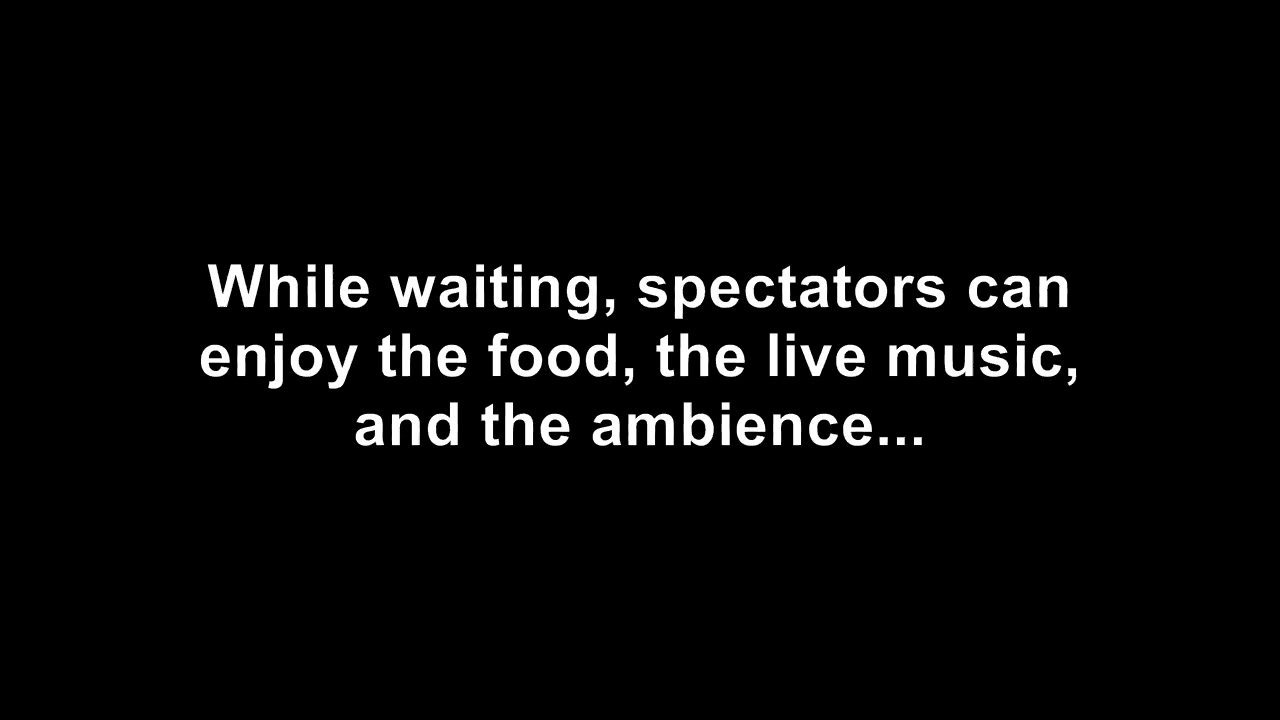 While waiting, spectators can
enjoy the food, the live music,
and the ambience...